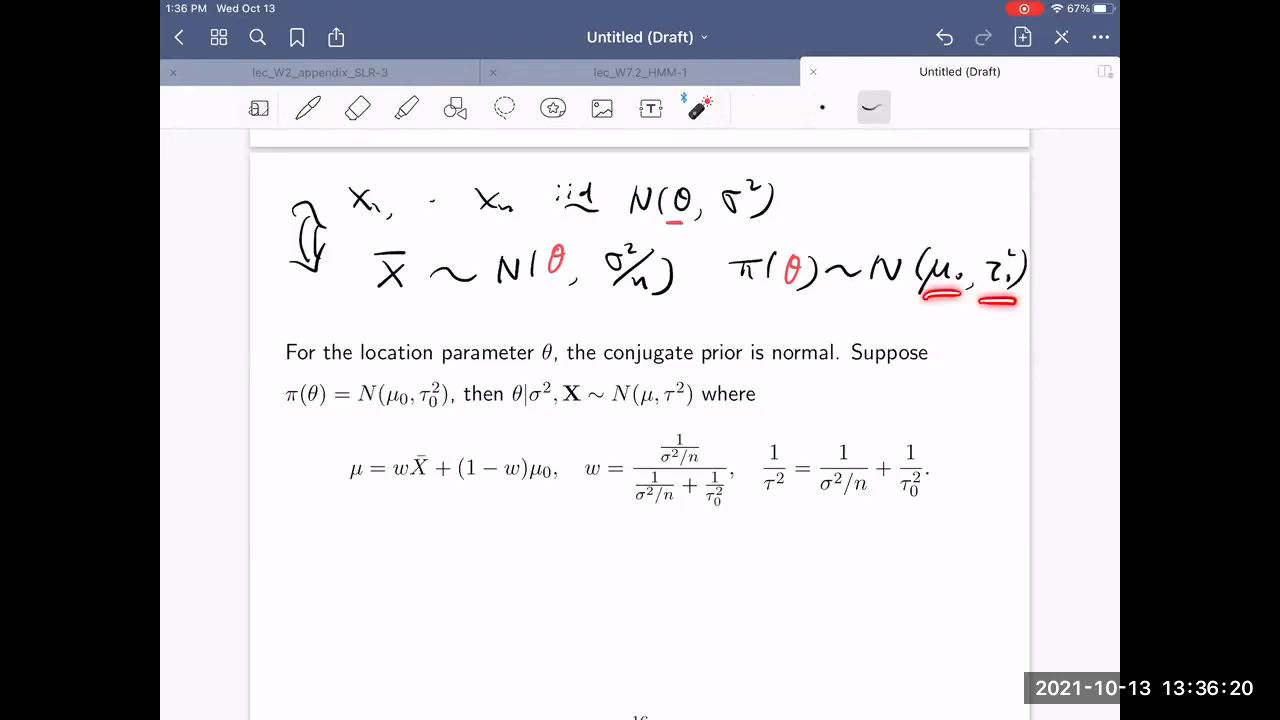 1:36 PM Wed Oct 13
67%
Untitled (Draft)
lec_W2_appendix_SLR-3
lec_W7.2_HMM-1
Untitled (Draft)
X₁, · Xₙ iid N(θ, σ²)
X̄ ~ N(θ, σ²/n) π(θ) ~ N(μ₀, τ₀²)
For the location parameter θ, the conjugate prior is normal. Suppose
π(θ) = N(μ₀, τ₀²), then θ|σ², X ∼ N(μ, τ²) where
μ = wX̄ + (1 − w)μ₀, w = (1/(σ²/n)) / (1/(σ²/n) + 1/τ₀²), 1/τ² = 1/(σ²/n) + 1/τ₀².
2021-10-13 13:36:20